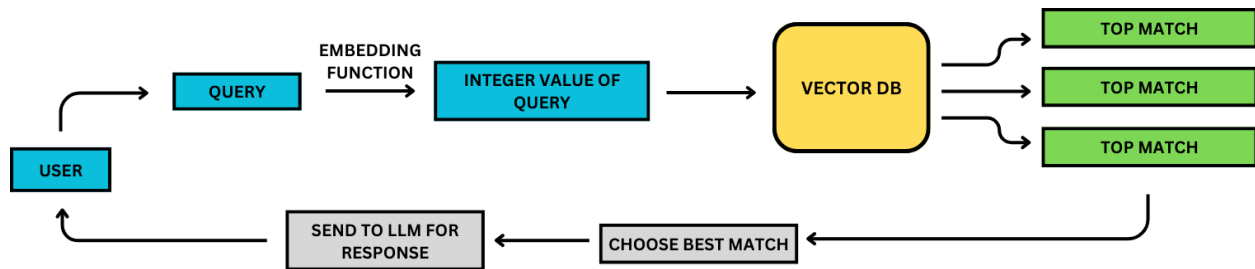 USER
QUERY
EMBEDDING
FUNCTION
INTEGER VALUE OF
QUERY
VECTOR DB
TOP MATCH
TOP MATCH
TOP MATCH
CHOOSE BEST MATCH
SEND TO LLM FOR
RESPONSE